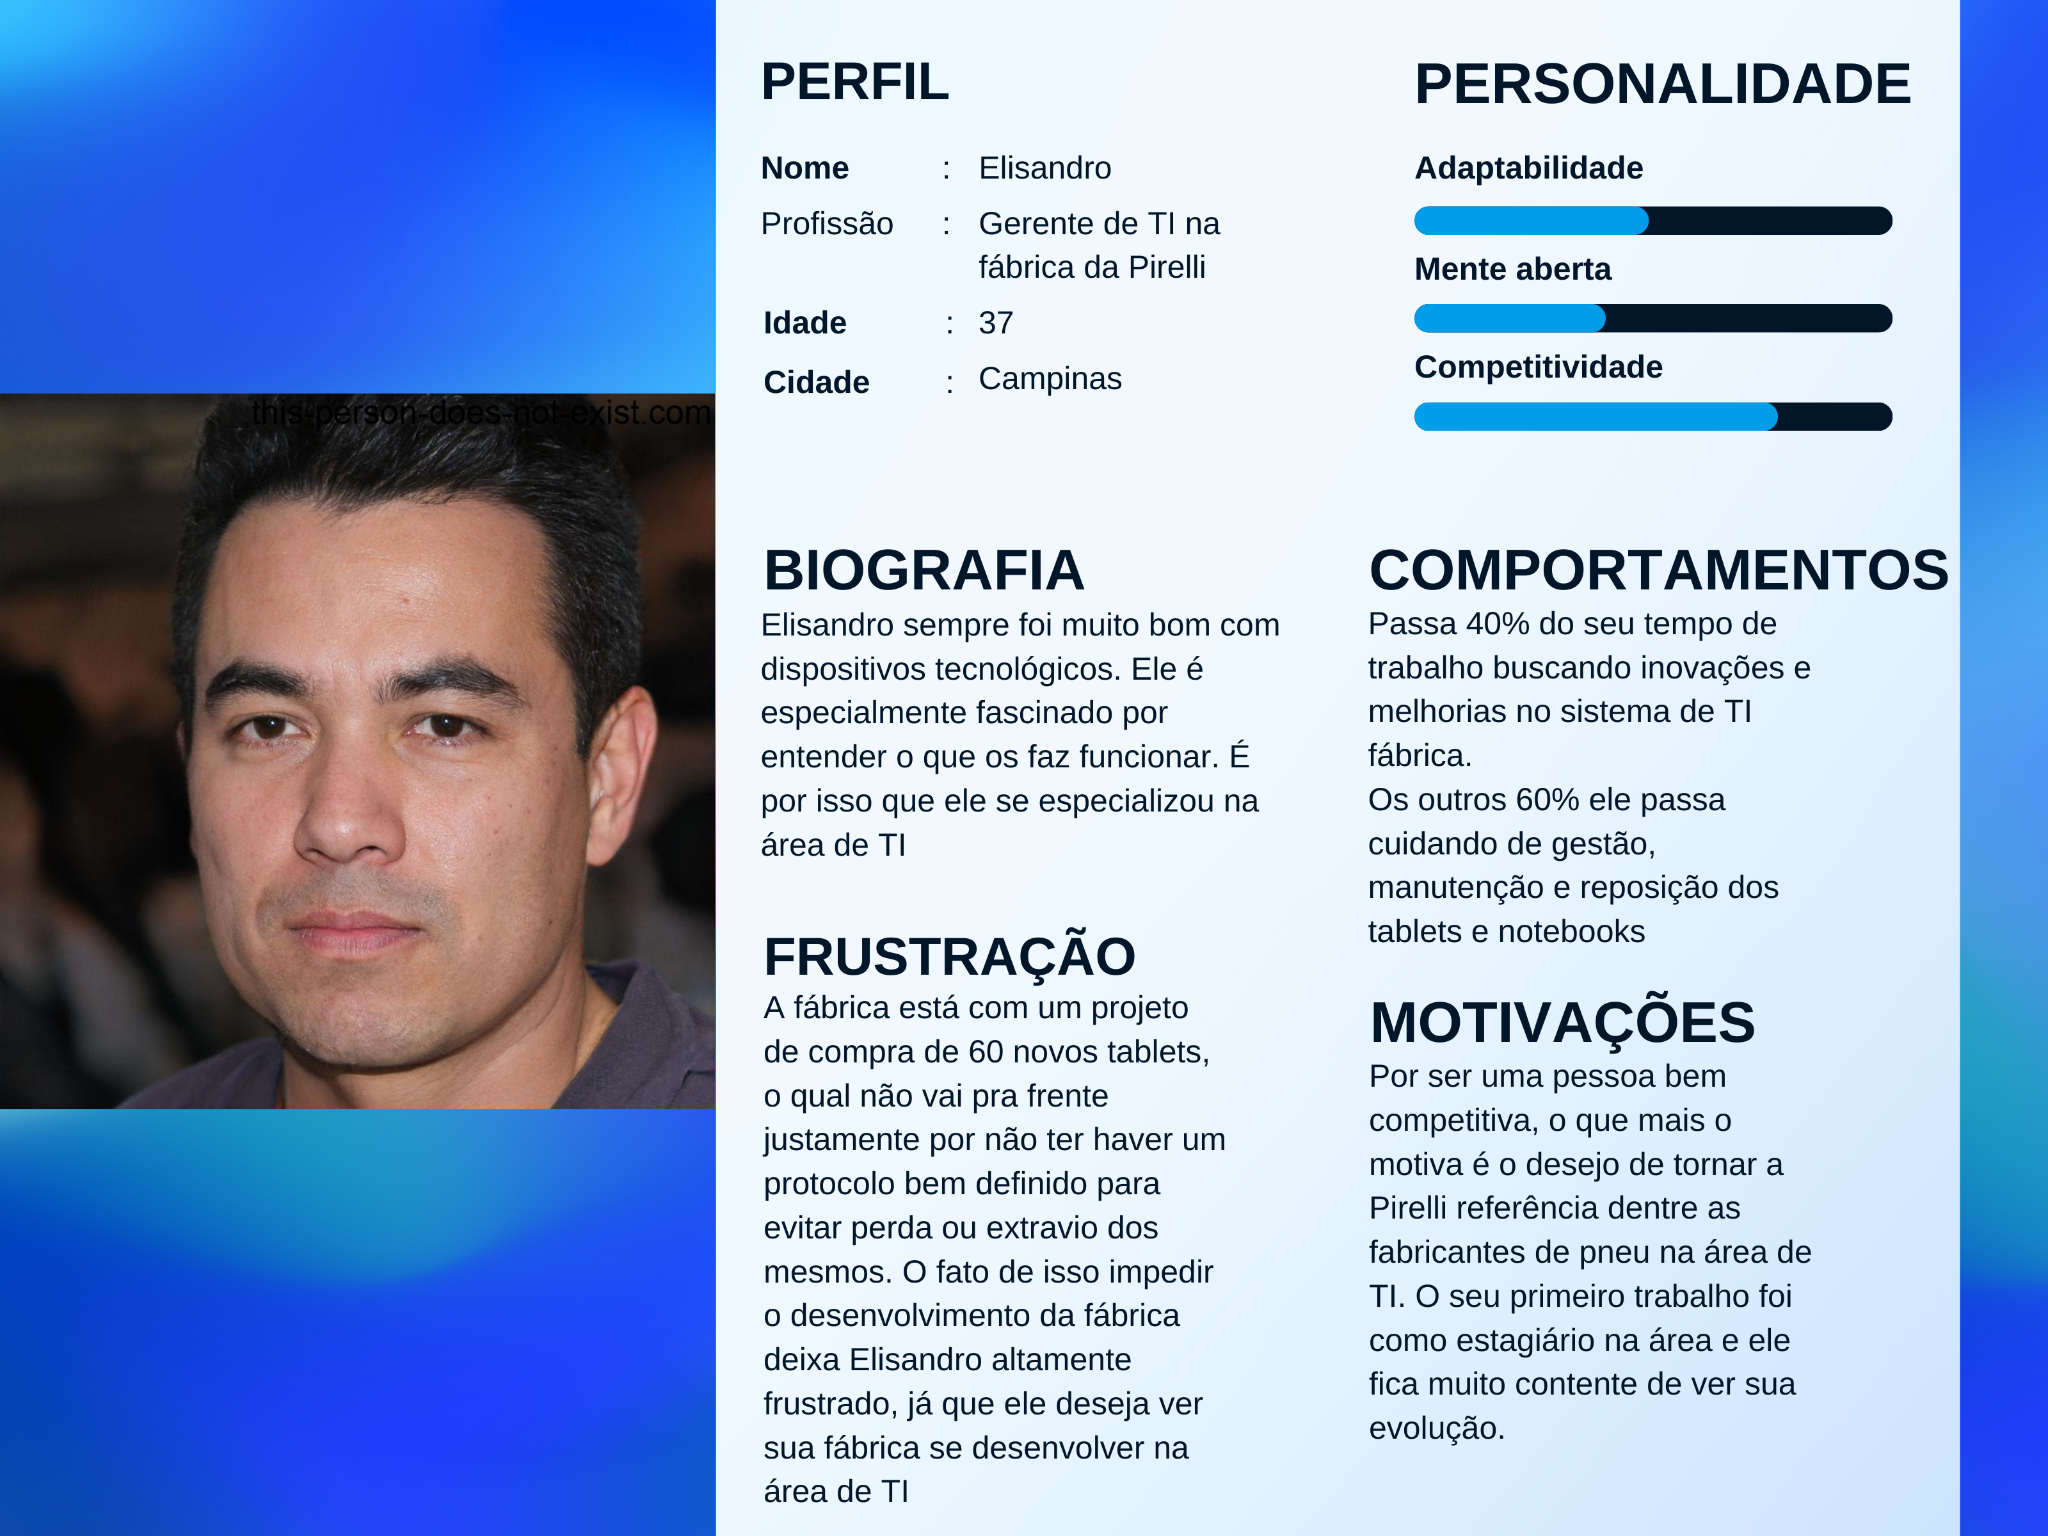 PERFIL
Nome : Elisandro
Profissão : Gerente de TI na
fábrica da Pirelli
Idade : 37
Cidade : Campinas
PERSONALIDADE
Adaptabilidade
Mente aberta
Competitividade
this-person-does-not-exist.com
BIOGRAFIA
Elisandro sempre foi muito bom com
dispositivos tecnológicos. Ele é
especialmente fascinado por
entender o que os faz funcionar. É
por isso que ele se especializou na
área de TI
FRUSTRAÇÃO
A fábrica está com um projeto
de compra de 60 novos tablets,
o qual não vai pra frente
justamente por não ter haver um
protocolo bem definido para
evitar perda ou extravio dos
mesmos. O fato de isso impedir
o desenvolvimento da fábrica
deixa Elisandro altamente
frustrado, já que ele deseja ver
sua fábrica se desenvolver na
área de TI
COMPORTAMENTOS
Passa 40% do seu tempo de
trabalho buscando inovações e
melhorias no sistema de TI
fábrica.
Os outros 60% ele passa
cuidando de gestão,
manutenção e reposição dos
tablets e notebooks
MOTIVAÇÕES
Por ser uma pessoa bem
competitiva, o que mais o
motiva é o desejo de tornar a
Pirelli referência dentre as
fabricantes de pneu na área de
TI. O seu primeiro trabalho foi
como estagiário na área e ele
fica muito contente de ver sua
evolução.